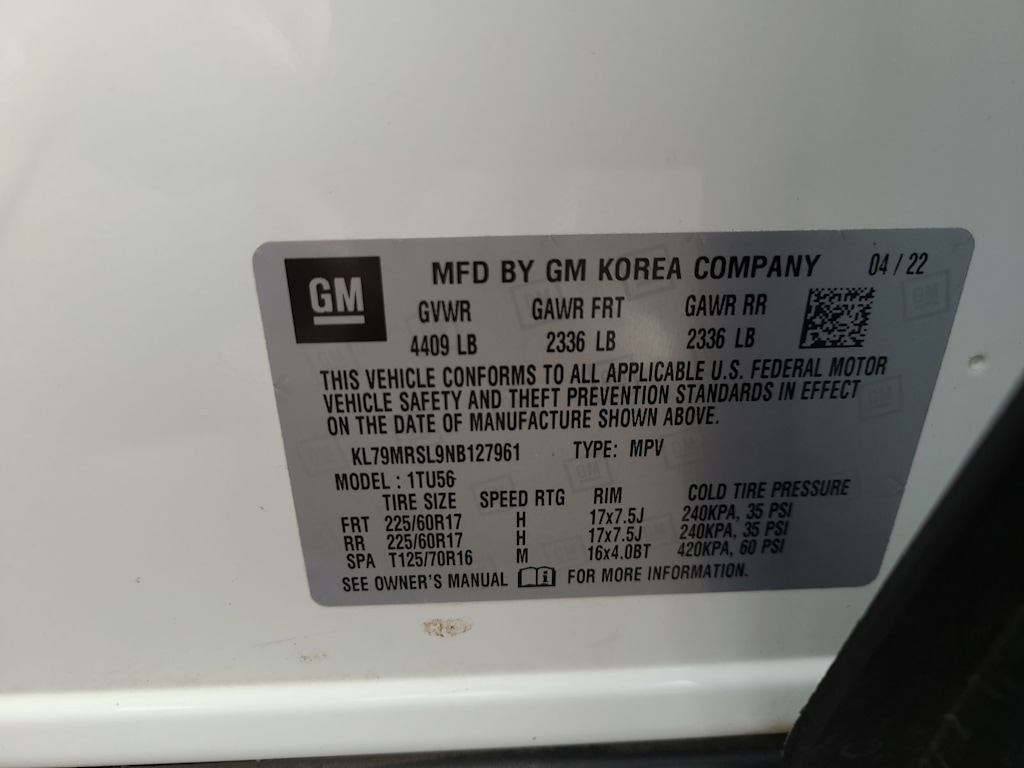 GM
MFD BY GM KOREA COMPANY 04 / 22
GVWR GAWR FRT GAWR RR
4409 LB 2336 LB 2336 LB
THIS VEHICLE CONFORMS TO ALL APPLICABLE U.S. FEDERAL MOTOR
VEHICLE SAFETY AND THEFT PREVENTION STANDARDS IN EFFECT
ON THE DATE OF MANUFACTURE SHOWN ABOVE.
KL79MRSL9NB127961 TYPE: MPV
MODEL : 1TU56
TIRE SIZE SPEED RTG RIM COLD TIRE PRESSURE
FRT 225/60R17 H 17x7.5J 240KPA, 35 PSI
RR 225/60R17 H 17x7.5J 240KPA, 35 PSI
SPA T125/70R16 M 16x4.0BT 420KPA, 60 PSI
SEE OWNER'S MANUAL FOR MORE INFORMATION.